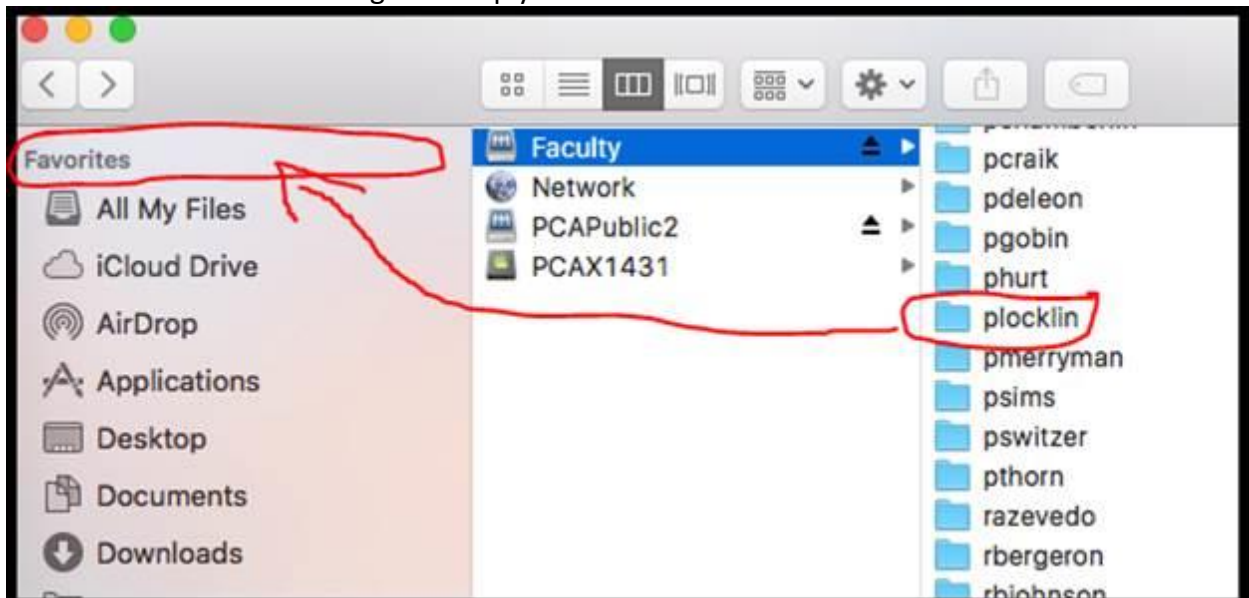 Favorites
All My Files
iCloud Drive
AirDrop
Applications
Desktop
Documents
Downloads
Faculty
Network
PCAPublic2
PCAX1431
pcraik
pdeleon
pgobin
phurt
plocklin
pmerryman
psims
pswitzer
pthorn
razevedo
rbergeron